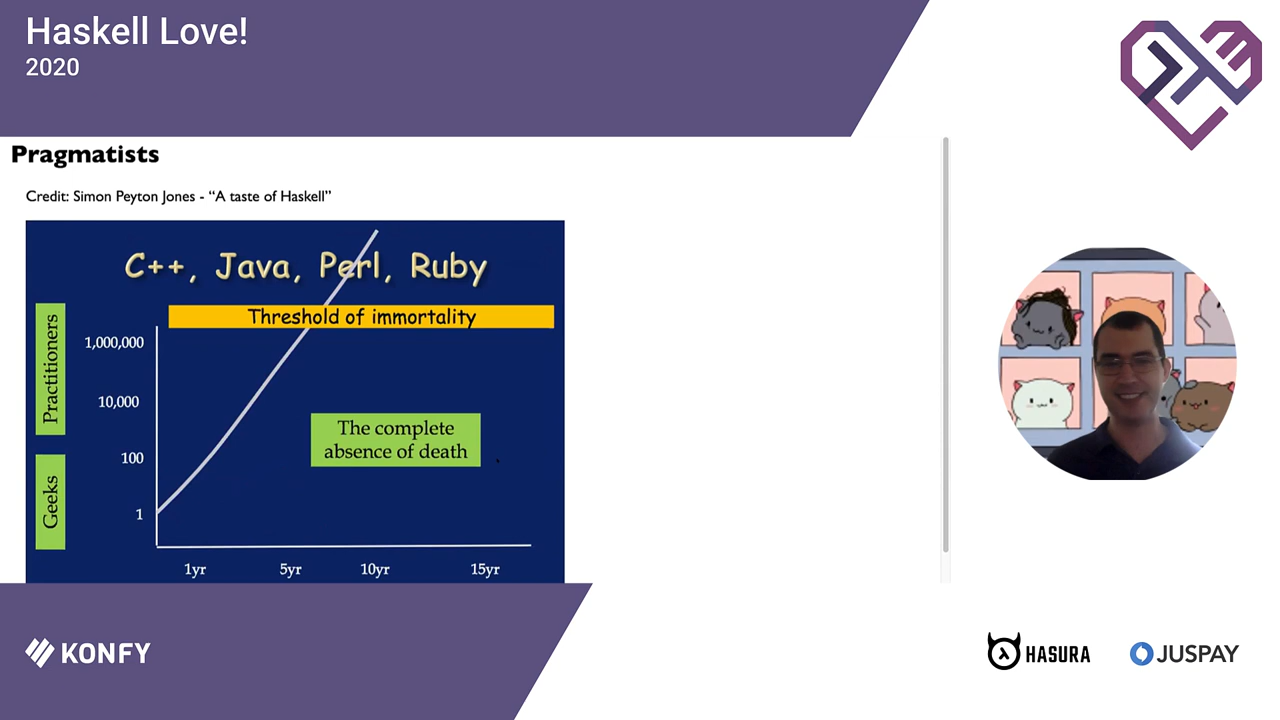 Haskell Love!
2020
Pragmatists
Credit: Simon Peyton Jones - “A taste of Haskell”
C++, Java, Perl, Ruby
Threshold of immortality
Practitioners
Geeks
1,000,000
10,000
100
1
The complete
absence of death
1yr 5yr 10yr 15yr
KONFY
HASURA
JUSPAY